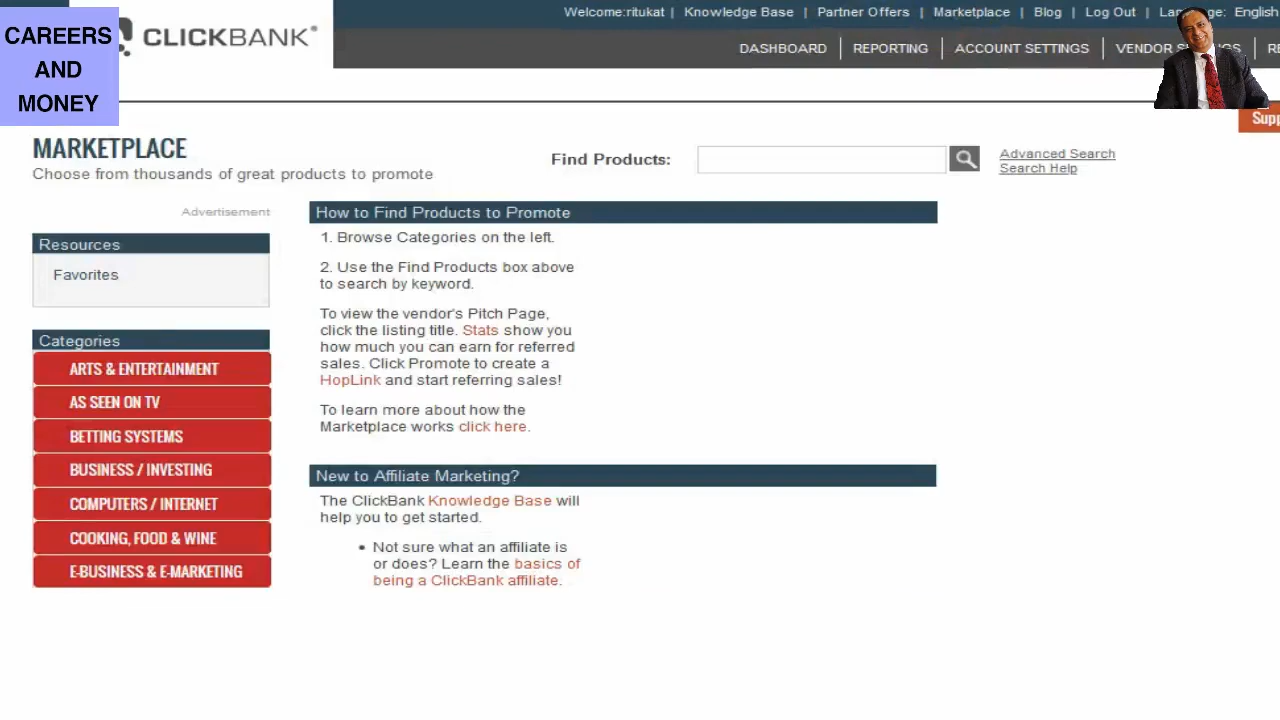 CAREERS
AND
MONEY
CLICKBANK®
Welcome:ritukat | Knowledge Base | Partner Offers | Marketplace | Blog | Log Out | English
DASHBOARD | REPORTING | ACCOUNT SETTINGS | VENDOR
MARKETPLACE
Choose from thousands of great products to promote
Find Products:
Advanced Search
Search Help
Advertisement
Resources
Favorites
Categories
ARTS & ENTERTAINMENT
AS SEEN ON TV
BETTING SYSTEMS
BUSINESS / INVESTING
COMPUTERS / INTERNET
COOKING, FOOD & WINE
E-BUSINESS & E-MARKETING
How to Find Products to Promote
1. Browse Categories on the left.
2. Use the Find Products box above
to search by keyword.
To view the vendor's Pitch Page,
click the listing title. Stats show you
how much you can earn for referred
sales. Click Promote to create a
HopLink and start referring sales!
To learn more about how the
Marketplace works click here.
New to Affiliate Marketing?
The ClickBank Knowledge Base will
help you to get started.
• Not sure what an affiliate is
or does? Learn the basics of
being a ClickBank affiliate.